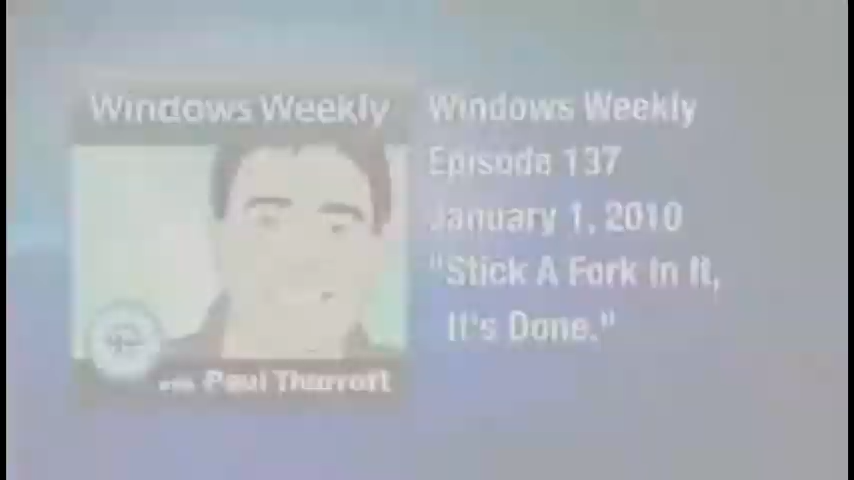 Windows Weekly
with Paul Thurrott
Windows Weekly
Episode 137
January 1, 2010
"Stick A Fork In It,
It's Done."